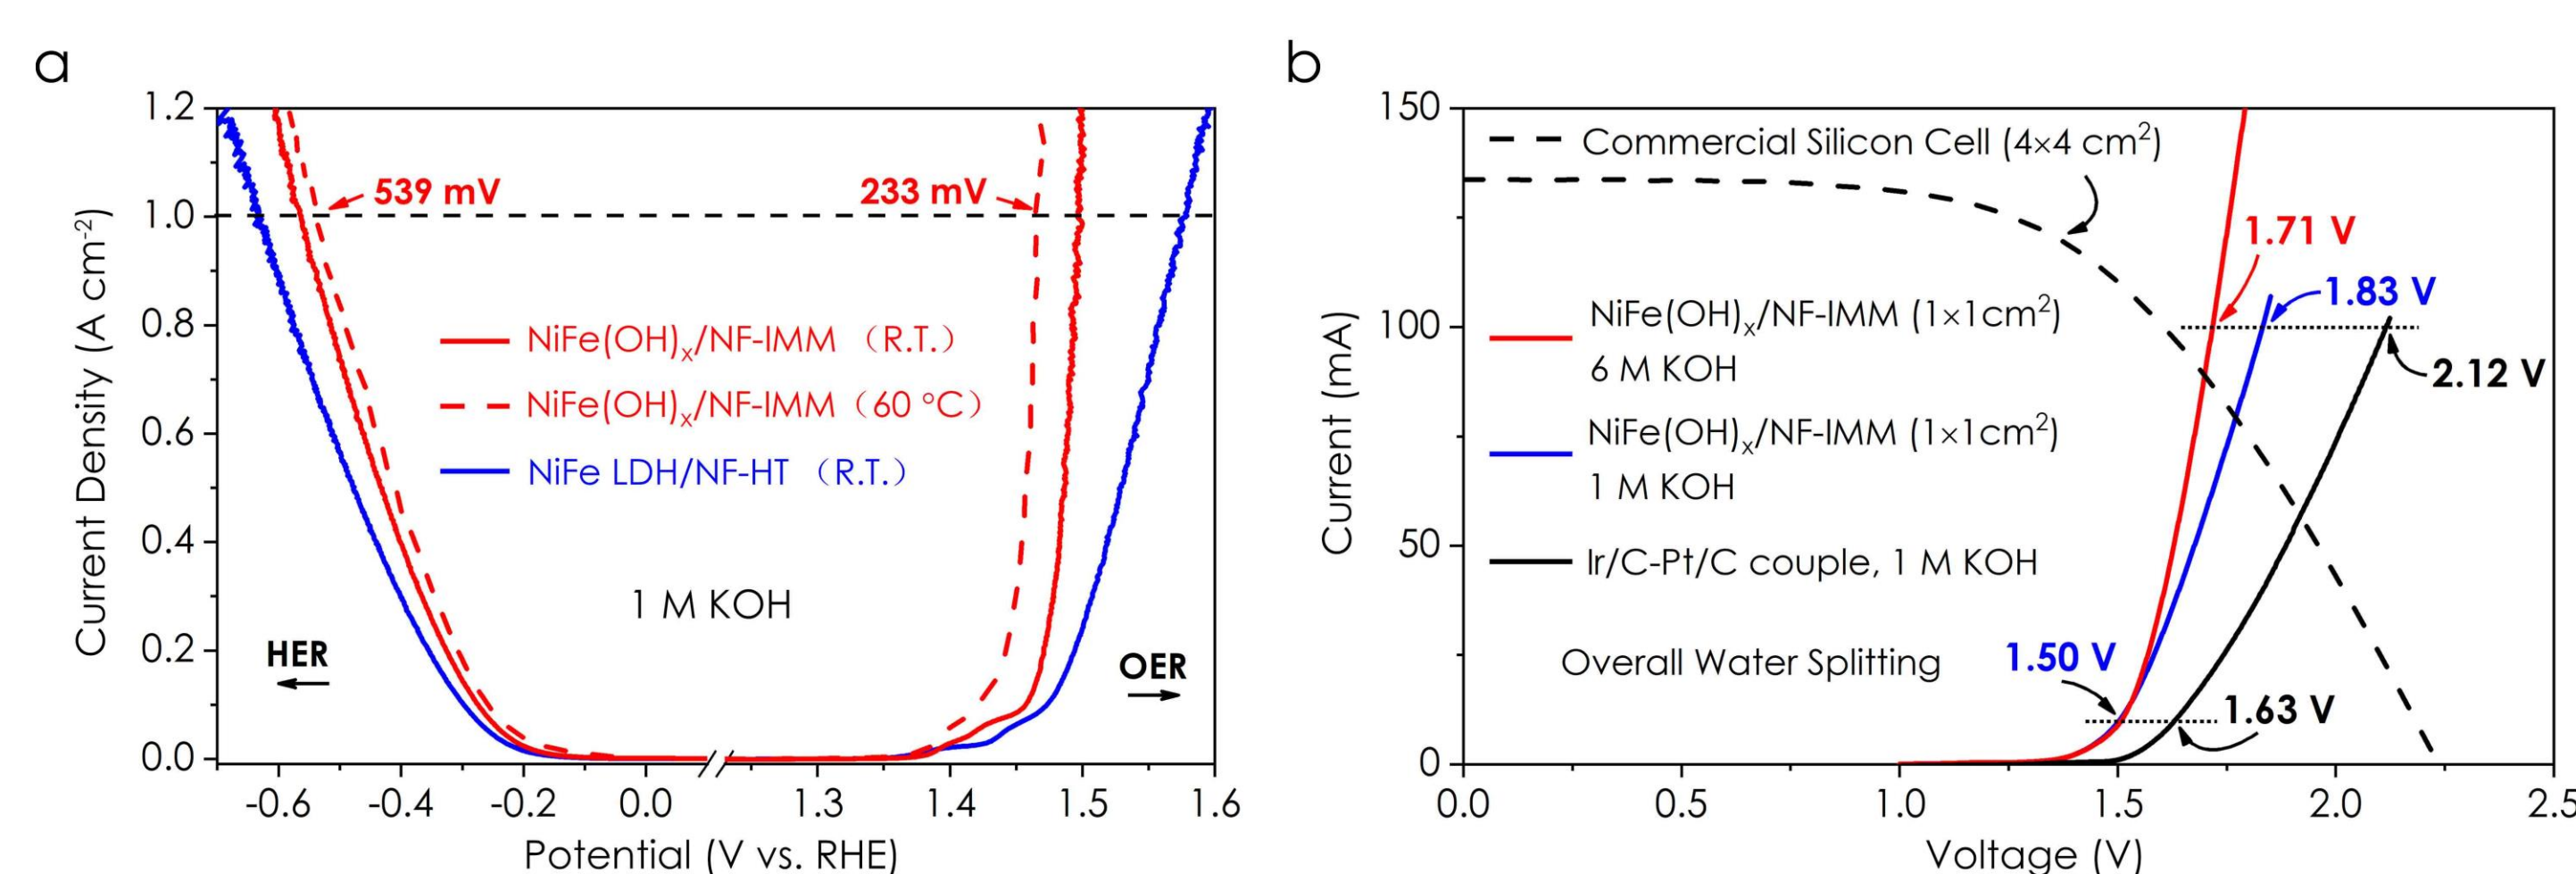 a
1.2
1.0
0.8
0.6
0.4
0.2
0.0
Current Density (A cm⁻²)
539 mV
233 mV
NiFe(OH)ₓ/NF-IMM （R.T.）
NiFe(OH)ₓ/NF-IMM（60 °C）
NiFe LDH/NF-HT （R.T.）
1 M KOH
HER
OER
-0.6 -0.4 -0.2 0.0 1.3 1.4 1.5 1.6
Potential (V vs. RHE)
b
150
100
50
0
Current (mA)
Commercial Silicon Cell (4×4 cm²)
1.71 V
1.83 V
NiFe(OH)ₓ/NF-IMM (1×1cm²)
6 M KOH
2.12 V
NiFe(OH)ₓ/NF-IMM (1×1cm²)
1 M KOH
Ir/C-Pt/C couple, 1 M KOH
Overall Water Splitting
1.50 V
1.63 V
0.0 0.5 1.0 1.5 2.0 2.5
Voltage (V)